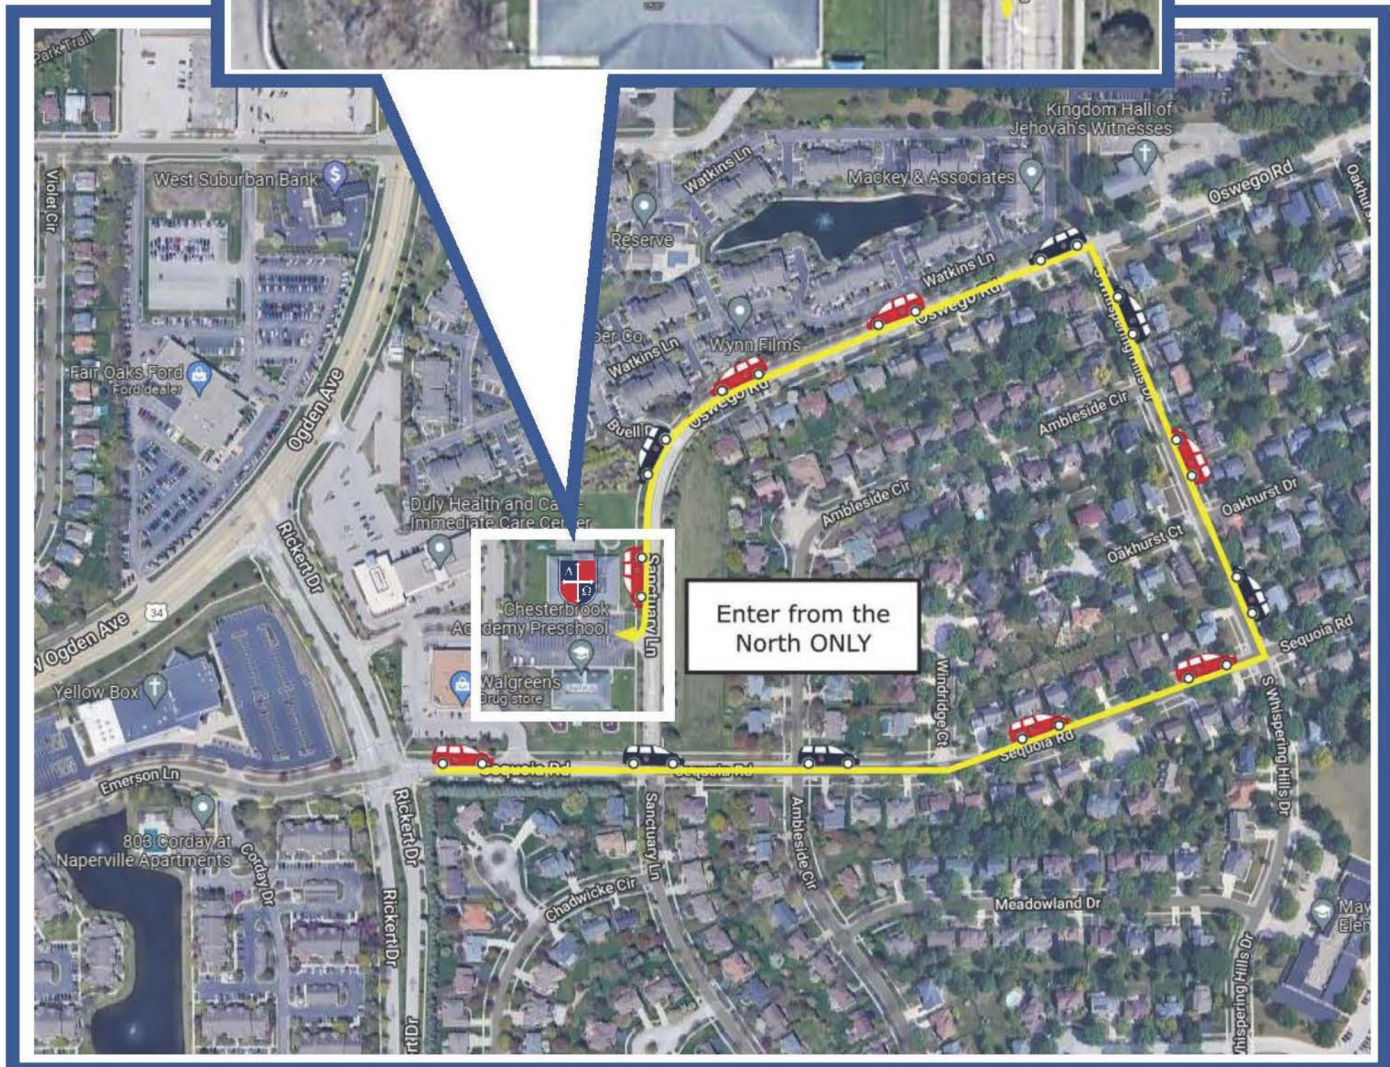 Park Trail
Kingdom Hall of
Jehovah's Witnesses
Violet Cir
West Suburban Bank
$
Watkins Ln
Mackey & Associates
Oswego Rd
Reserve
Watkins Ln
Oswego Rd
S Whispering Hills Dr
Wynn Films
Watkins Ln
Fair Oaks Ford
Ford dealer
Ogden Ave
Oswego Rd
Buell
Ambleside Cir
Ambleside Cir
Oakhurst Dr
Duly Health and Ca
Immediate Care Center
Rickert Dr
Oakhurst Ct
Λ
Ω
Sanctuary Ln
Chesterbrook
Academy Preschool
Enter from the
North ONLY
34
W Ogden Ave
Sequoia Rd
Yellow Box
Walgreens
Drug store
Windridge Ct
S Whispering Hills Dr
Sequoia Rd
Sequoia Rd
Sequoia Rd
Emerson Ln
Rickert Dr
Sanctuary Ln
Ambleside Cir
803 Corday at
Naperville Apartments
Corday Dr
Chadwicke Cir
Meadowland Dr
May
Elem
Rickert Dr
Whispering Hills Dr
rt Dr